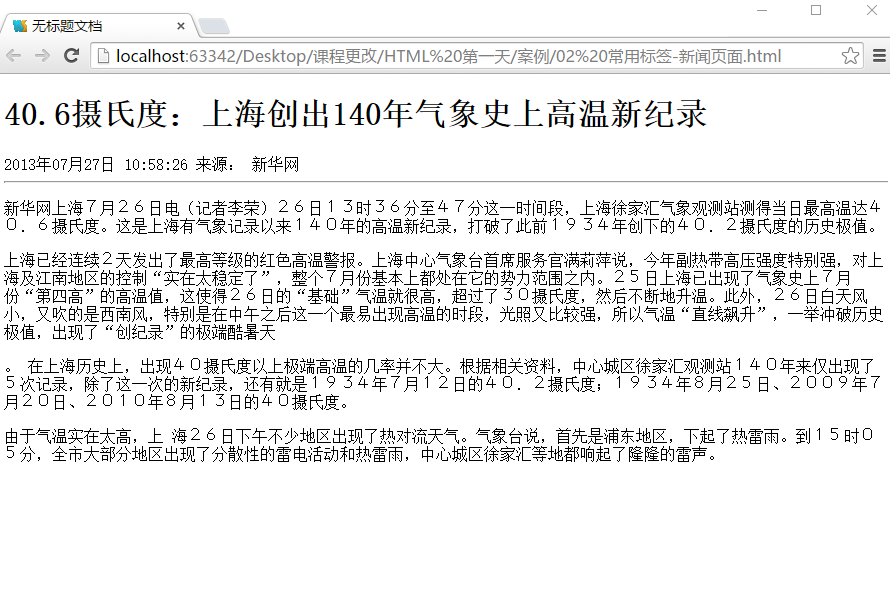 无标题文档
localhost:63342/Desktop/课程更改/HTML%20第一天/案例/02%20常用标签-新闻页面.html
40.6摄氏度：上海创出140年气象史上高温新纪录
2013年07月27日 10:58:26 来源： 新华网
新华网上海７月２６日电（记者李荣）２６日１３时３６分至４７分这一时间段，上海徐家汇气象观测站测得当日最高温达４
０．６摄氏度。这是上海有气象记录以来１４０年的高温新纪录，打破了此前１９３４年创下的４０．２摄氏度的历史极值。
上海已经连续２天发出了最高等级的红色高温警报。上海中心气象台首席服务官满莉萍说，今年副热带高压强度特别强，对上
海及江南地区的控制“实在太稳定了”，整个７月份基本上都处在它的势力范围之内。２５日上海已出现了气象史上７月
份“第四高”的高温值，这使得２６日的“基础”气温就很高，超过了３０摄氏度，然后不断地升温。此外，２６日白天风
小，又吹的是西南风，特别是在中午之后这一个最易出现高温的时段，光照又比较强，所以气温“直线飙升”，一举冲破历史
极值，出现了“创纪录”的极端酷暑天
。 在上海历史上，出现４０摄氏度以上极端高温的几率并不大。根据相关资料，中心城区徐家汇观测站１４０年来仅出现了
５次记录，除了这一次的新纪录，还有就是１９３４年７月１２日的４０．２摄氏度；１９３４年８月２５日、２００９年７
月２０日、２０１０年８月１３日的４０摄氏度。
由于气温实在太高，上 海２６日下午不少地区出现了热对流天气。气象台说，首先是浦东地区，下起了热雷雨。到１５时０
５分，全市大部分地区出现了分散性的雷电活动和热雷雨，中心城区徐家汇等地都响起了隆隆的雷声。